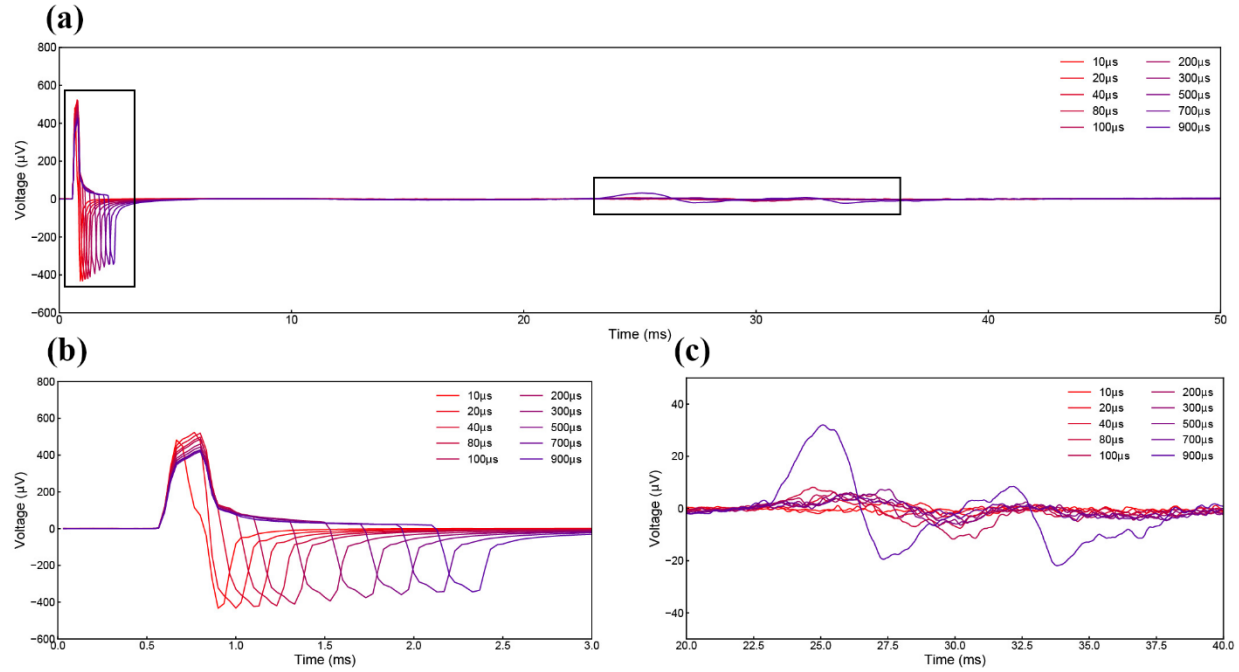 (a)
800
600
400
200
0
−200
−400
−600
Voltage (µV)
10µs 200µs
20µs 300µs
40µs 500µs
80µs 700µs
100µs 900µs
0 10 20 30 40 50
Time (ms)
(b)
800
600
400
200
0
−200
−400
−600
Voltage (µV)
10µs 200µs
20µs 300µs
40µs 500µs
80µs 700µs
100µs 900µs
0.0 0.5 1.0 1.5 2.0 2.5 3.0
Time (ms)
(c)
40
20
0
−20
−40
Voltage (µV)
10µs 200µs
20µs 300µs
40µs 500µs
80µs 700µs
100µs 900µs
20.0 22.5 25.0 27.5 30.0 32.5 35.0 37.5 40.0
Time (ms)